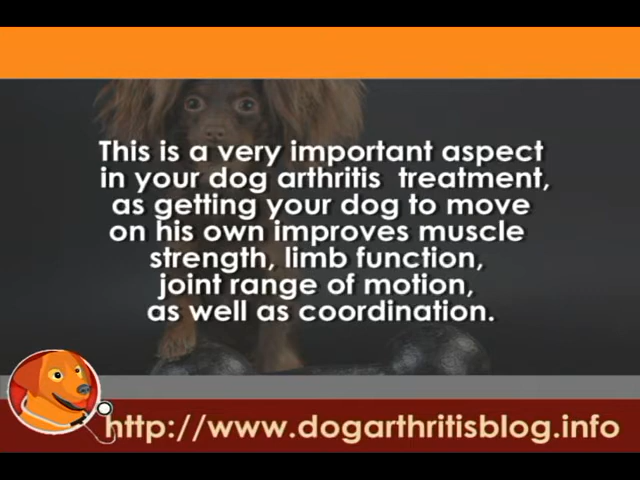 This is a very important aspect
in your dog arthritis treatment,
as getting your dog to move
on his own improves muscle
strength, limb function,
joint range of motion,
as well as coordination.
http://www.dogarthritisblog.info